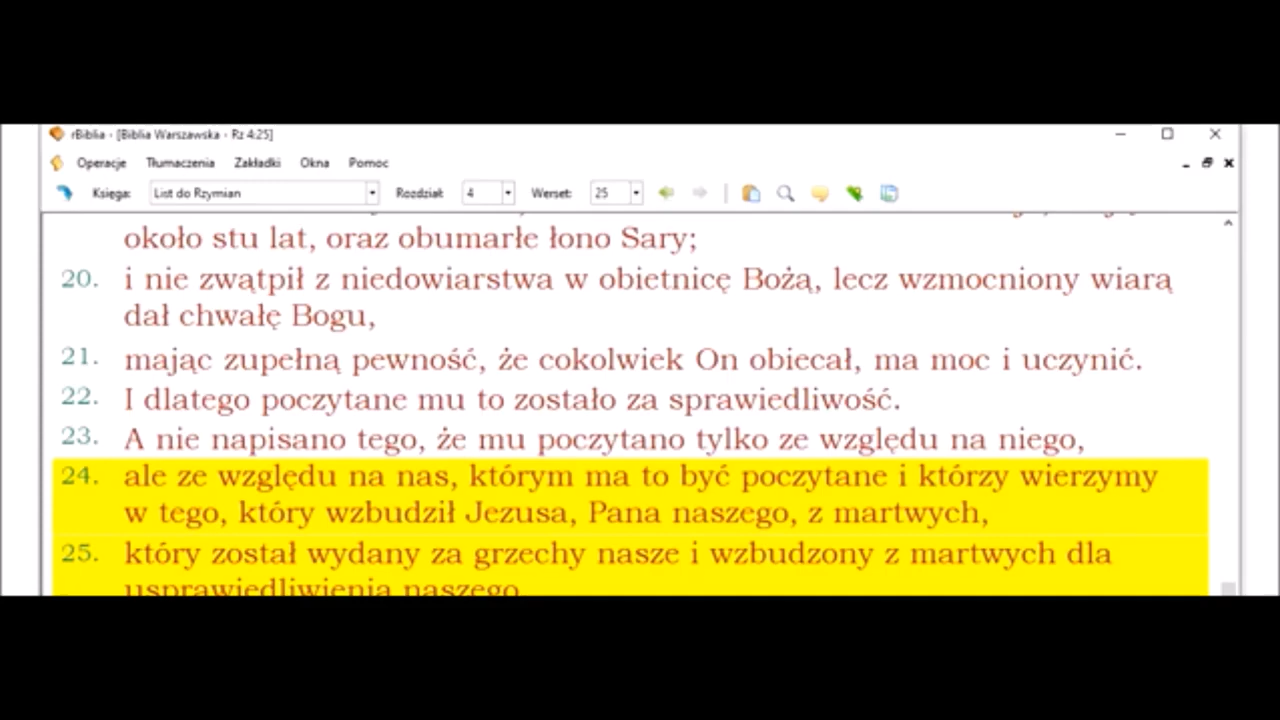 rBiblia - [Biblia Warszawska - Rz 4:25]
Operacje Tłumaczenia Zakładki Okna Pomoc
Księga: List do Rzymian Rozdział: 4 Werset: 25
około stu lat, oraz obumarłe łono Sary;
20. i nie zwątpił z niedowiarstwa w obietnicę Bożą, lecz wzmocniony wiarą
dał chwałę Bogu,
21. mając zupełną pewność, że cokolwiek On obiecał, ma moc i uczynić.
22. I dlatego poczytane mu to zostało za sprawiedliwość.
23. A nie napisano tego, że mu poczytano tylko ze względu na niego,
24. ale ze względu na nas, którym ma to być poczytane i którzy wierzymy
w tego, który wzbudził Jezusa, Pana naszego, z martwych,
25. który został wydany za grzechy nasze i wzbudzony z martwych dla
usprawiedliwienia naszego